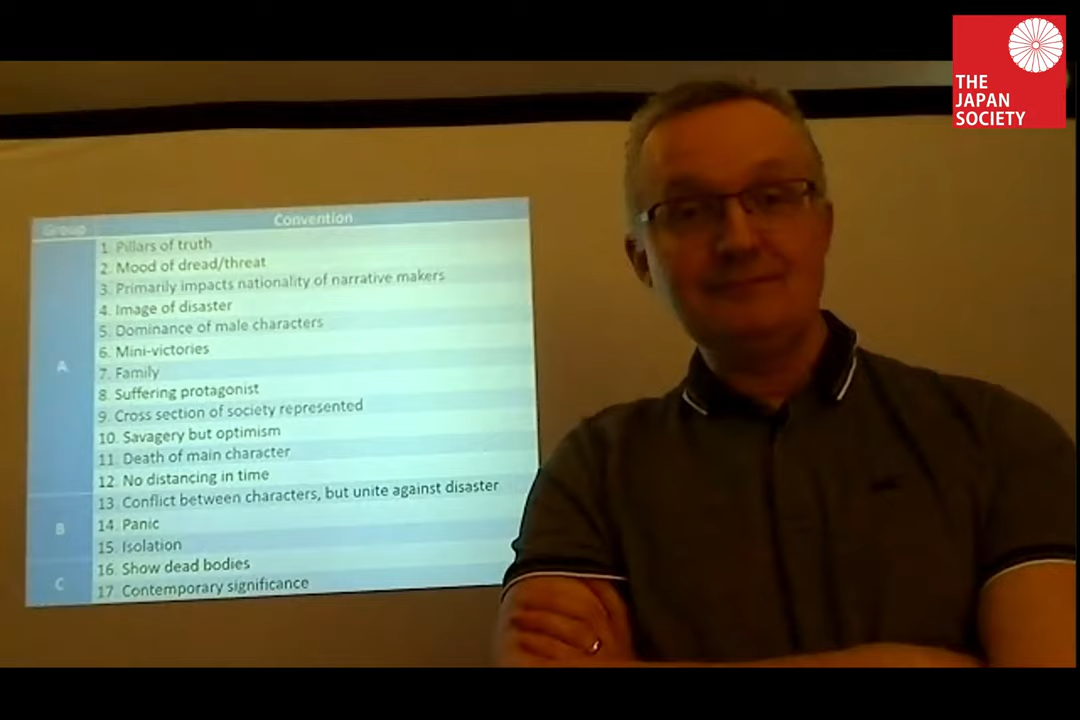 THE
JAPAN
SOCIETY
Group
Convention
1. Pillars of truth
2. Mood of dread/threat
3. Primarily impacts nationality of narrative makers
4. Image of disaster
5. Dominance of male characters
A
6. Mini-victories
7. Family
8. Suffering protagonist
9. Cross section of society represented
10. Savagery but optimism
11. Death of main character
12. No distancing in time
13. Conflict between characters, but unite against disaster
B
14. Panic
15. Isolation
16. Show dead bodies
C
17. Contemporary significance